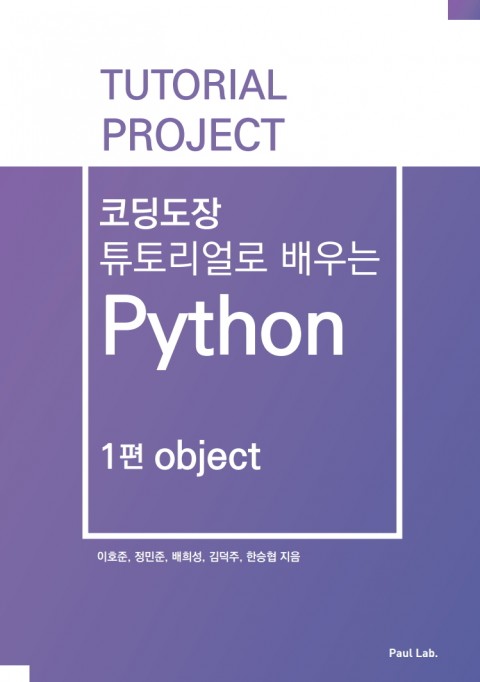 TUTORIAL
PROJECT
코딩도장
튜토리얼로 배우는
Python
1편 object
이호준, 정민준, 배희성, 김덕주, 한승협 지음
Paul Lab.